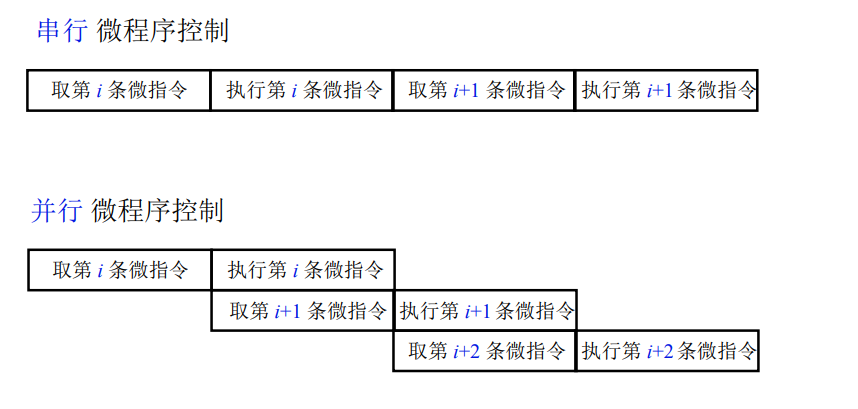 串行 微程序控制
取第 i 条微指令 执行第 i 条微指令 取第 i+1 条微指令 执行第 i+1 条微指令
并行 微程序控制
取第 i 条微指令 执行第 i 条微指令
取第 i+1 条微指令 执行第 i+1 条微指令
取第 i+2 条微指令 执行第 i+2 条微指令